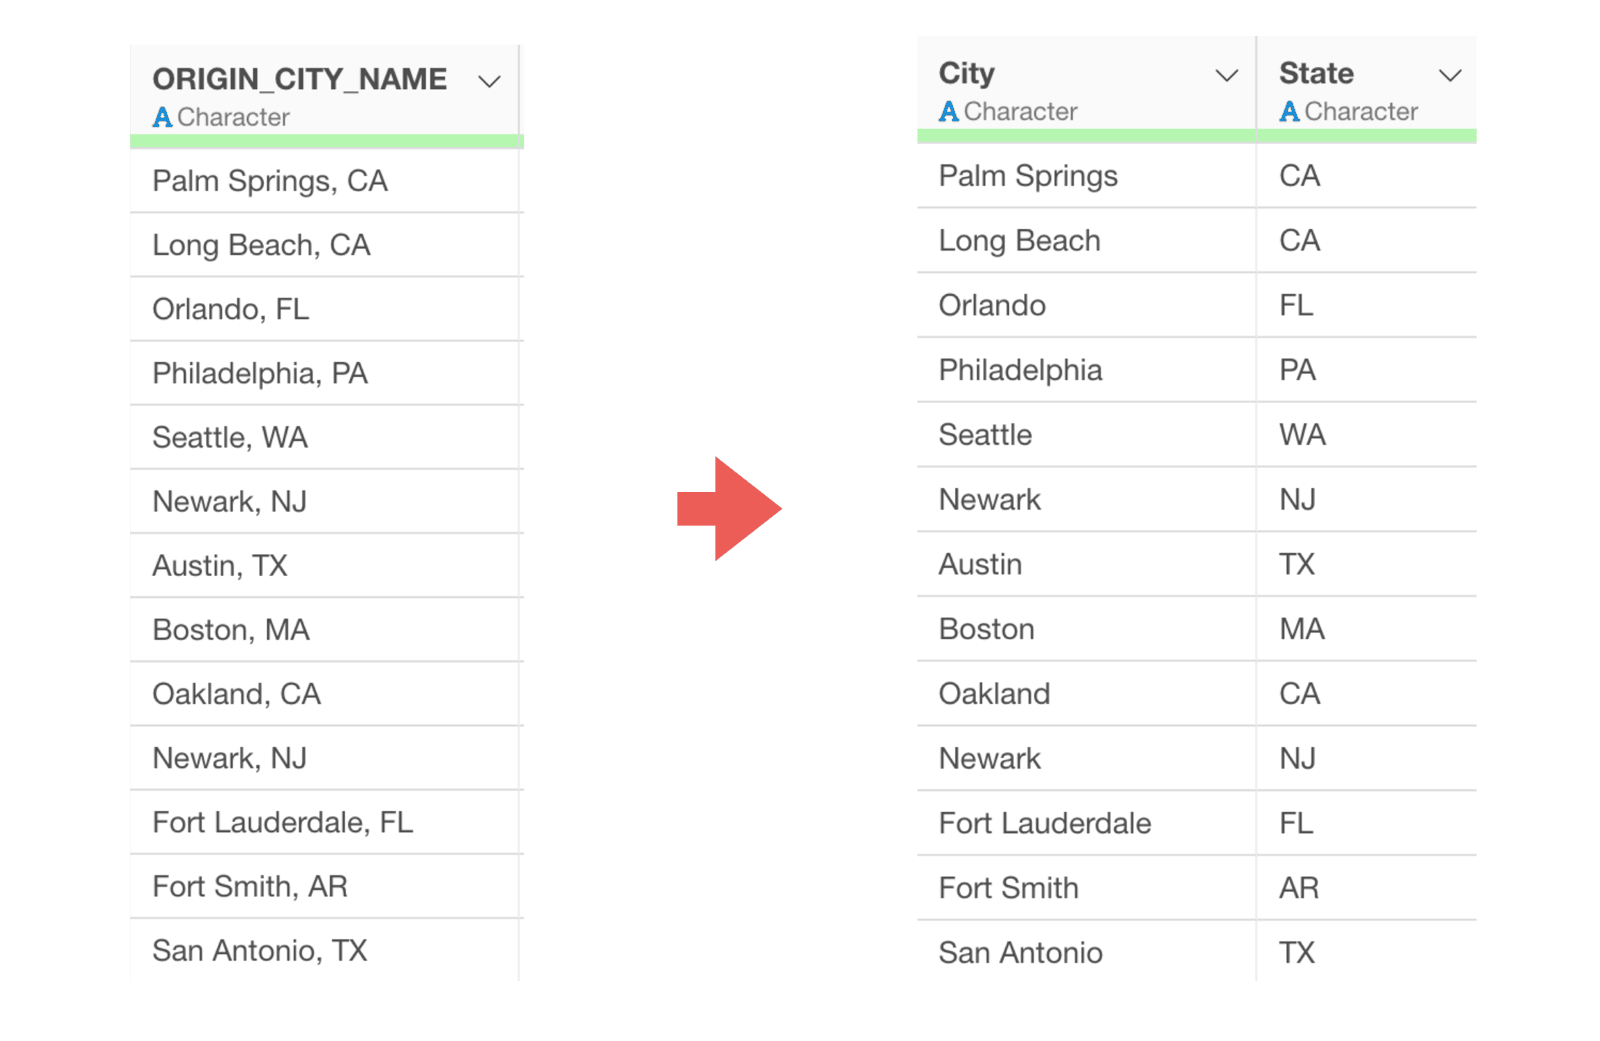 ORIGIN_CITY_NAME
A Character
Palm Springs, CA
Long Beach, CA
Orlando, FL
Philadelphia, PA
Seattle, WA
Newark, NJ
Austin, TX
Boston, MA
Oakland, CA
Newark, NJ
Fort Lauderdale, FL
Fort Smith, AR
San Antonio, TX
City State
A Character A Character
Palm Springs CA
Long Beach CA
Orlando FL
Philadelphia PA
Seattle WA
Newark NJ
Austin TX
Boston MA
Oakland CA
Newark NJ
Fort Lauderdale FL
Fort Smith AR
San Antonio TX